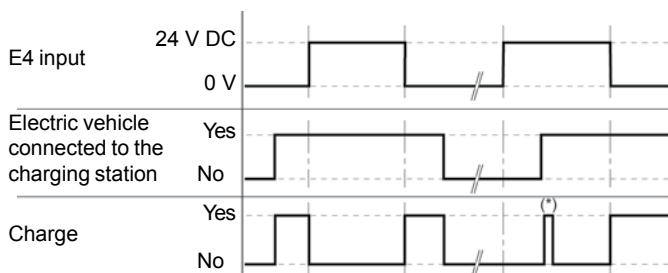 24 V DC
E4 input
0 V
Electric vehicle
connected to the
charging station
Yes
No
(*)
Yes
Charge
No